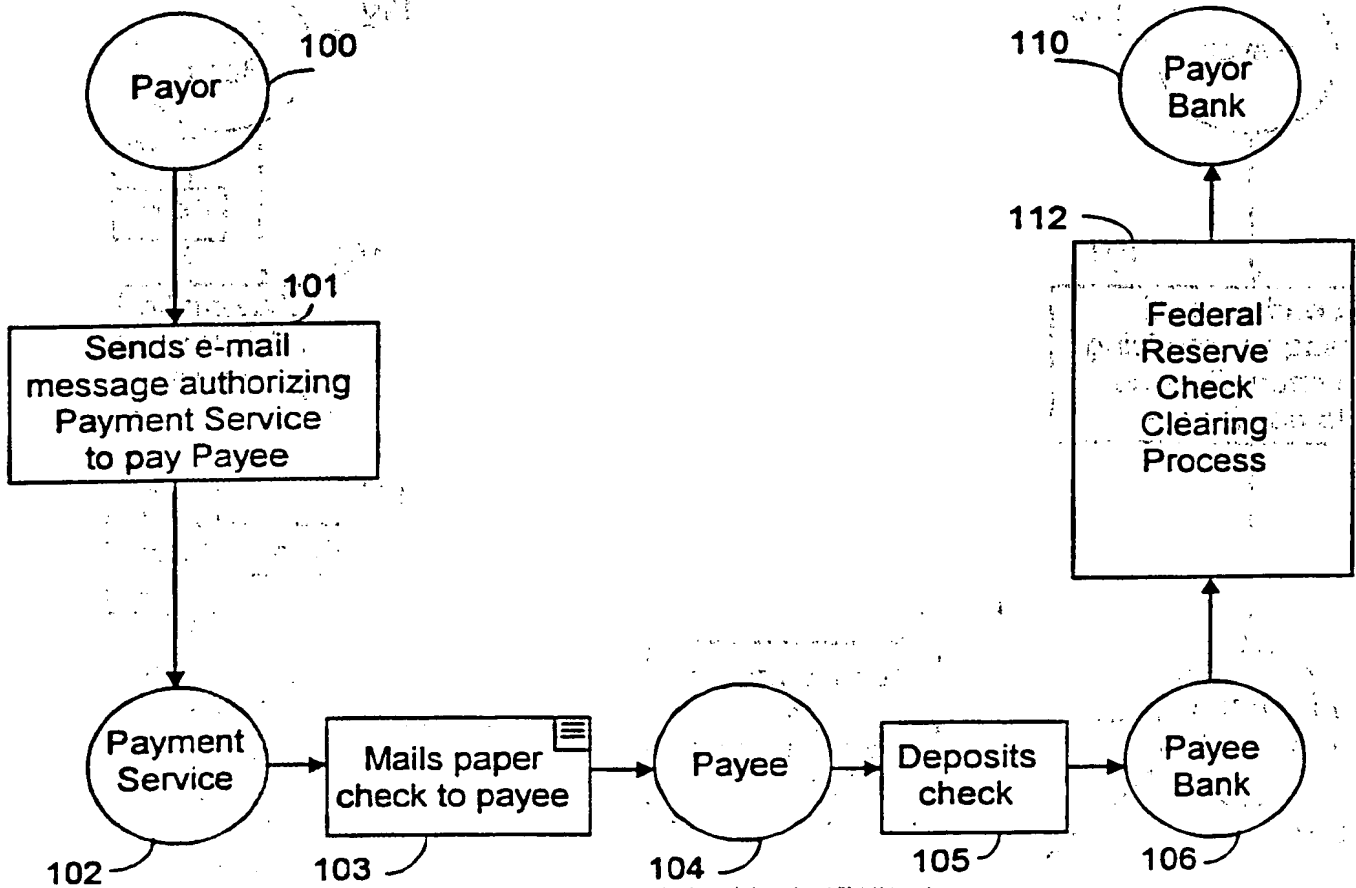 100
Payor
101
Sends e-mail
message authorizing
Payment Service
to pay Payee
Payment
Service
102
Mails paper
check to payee
103
Payee
104
Deposits
check
105
Payee
Bank
106
112
Federal
Reserve
Check
Clearing
Process
110
Payor
Bank